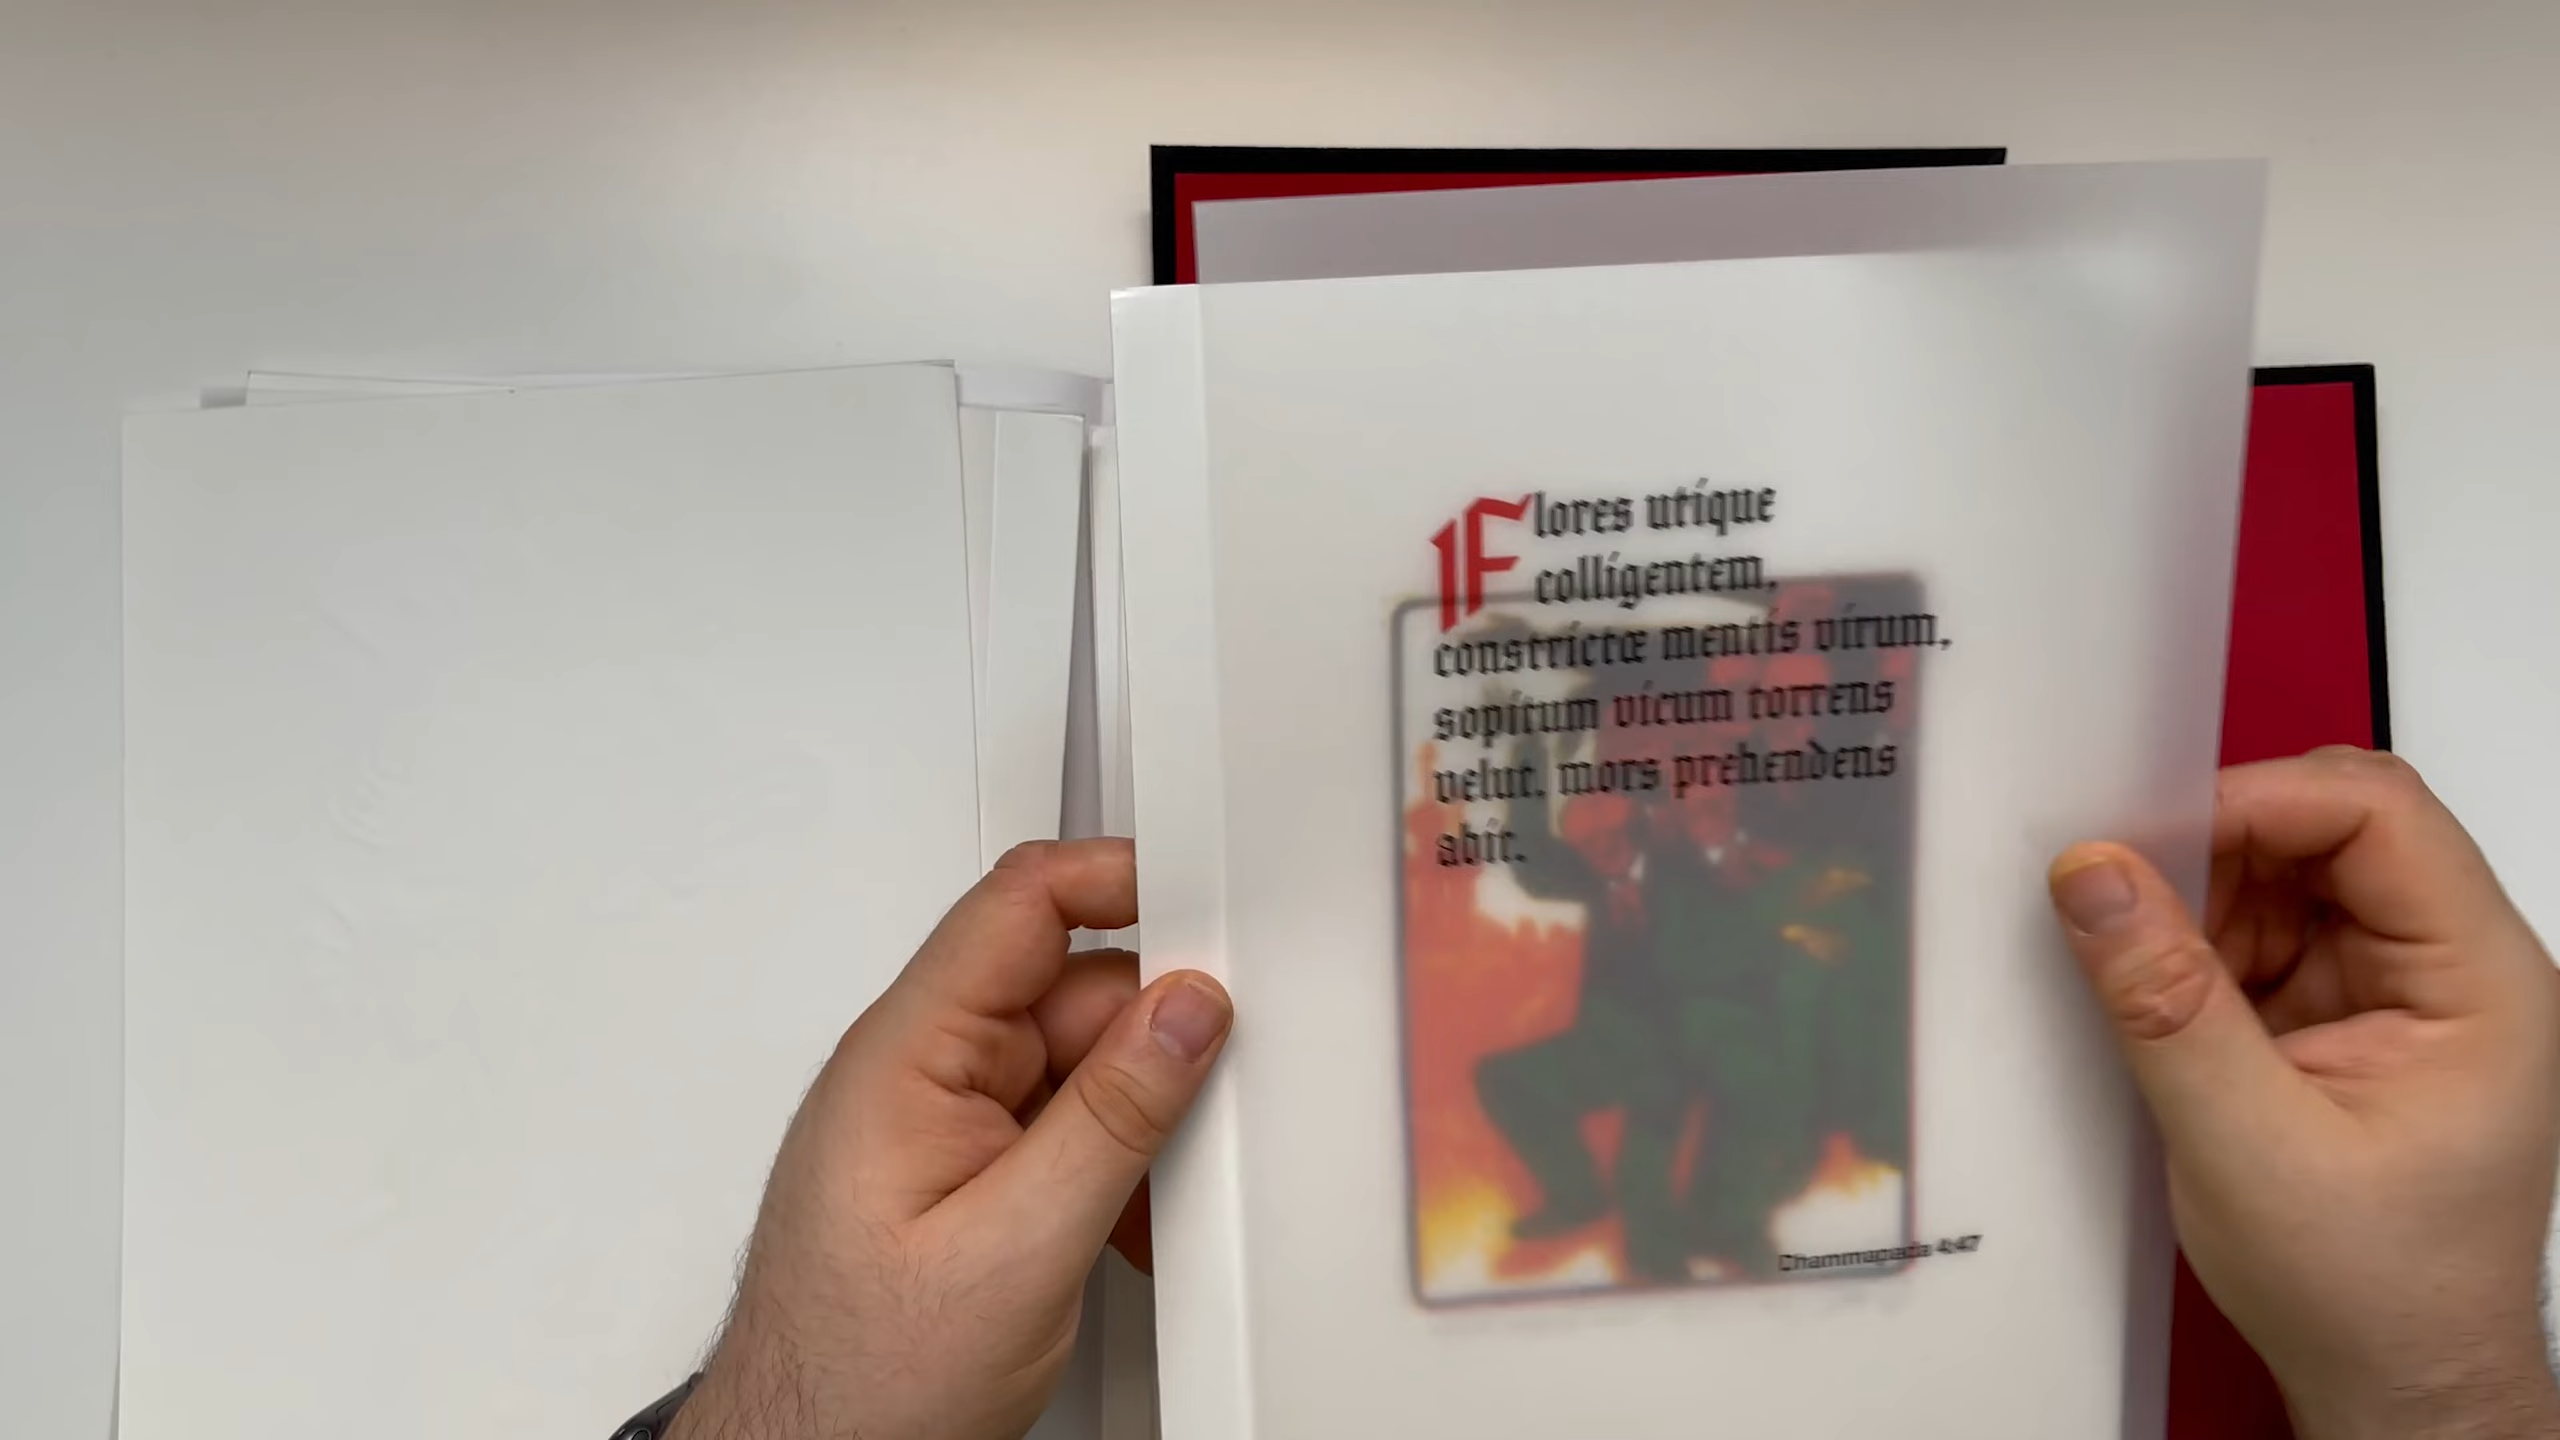 Flores utique
colligentem,
constrictæ mentis virum,
sopitum vicum torrens
velut, mors prehendens
abit.
Dhammapada 4:47